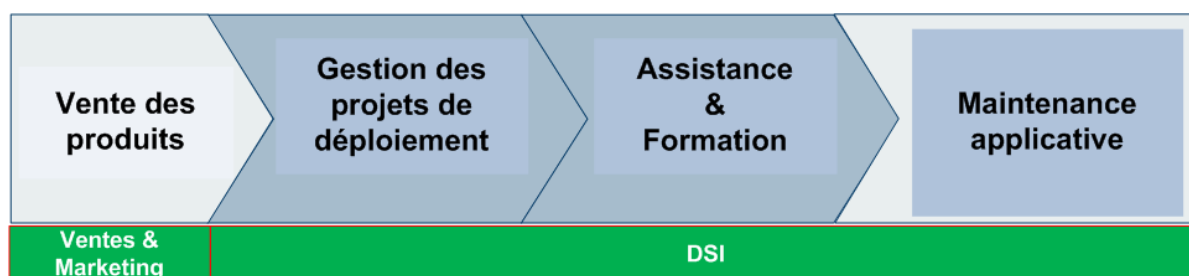 Vente des
produits
Gestion des
projets de
déploiement
Assistance
&
Formation
Maintenance
applicative
Ventes &
Marketing
DSI